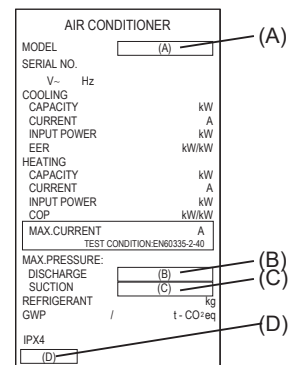 AIR CONDITIONER
MODEL (A)
(A)
SERIAL NO.
V~ Hz
COOLING
CAPACITY kW
CURRENT A
INPUT POWER kW
EER kW/kW
HEATING
CAPACITY kW
CURRENT A
INPUT POWER kW
COP kW/kW
MAX.CURRENT A
TEST CONDITION:EN60335-2-40
MAX.PRESSURE:
DISCHARGE (B)
(B)
SUCTION (C)
(C)
REFRIGERANT kg
GWP / t - CO2eq
IPX4
(D)
(D)